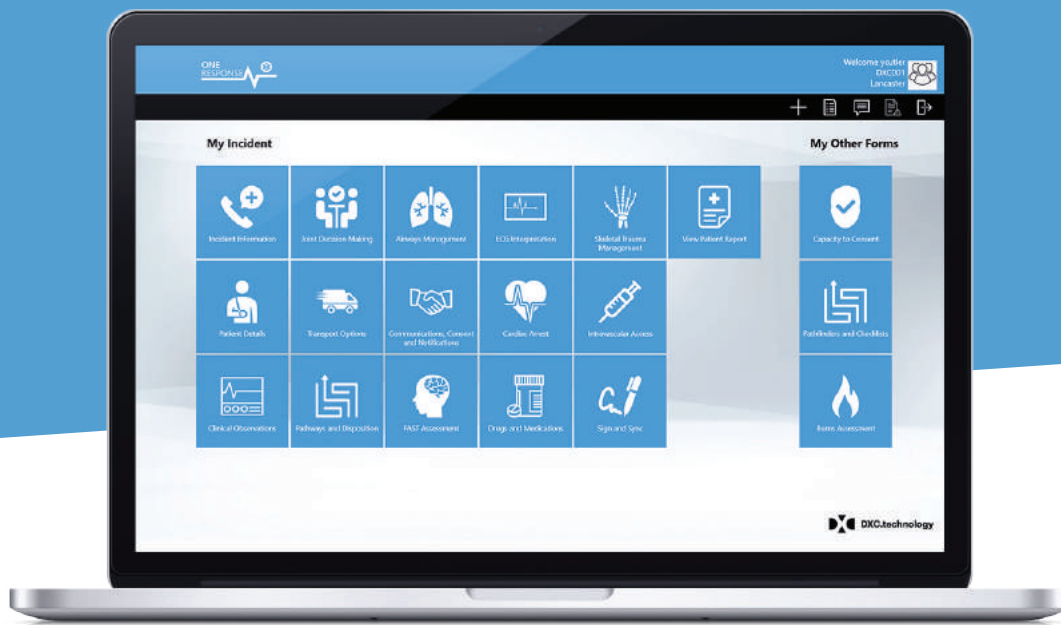 ONE
RESPONSE
Welcome youtier
DXC001
Lancaster
My Incident
My Other Forms
Incident Information
Joint Decision Making
Airways Management
ECG Interpretation
Skeletal Trauma
Management
View Patient Report
Capacity to Consent
Patient Details
Transport Options
Communications, Consent
and Notifications
Cardiac Arrest
Intravascular Access
Pathfinders and Checklists
Clinical Observations
Pathways and Disposition
FAST Assessment
Drugs and Medications
Sign and Sync
Burns Assessment
DXC.technology